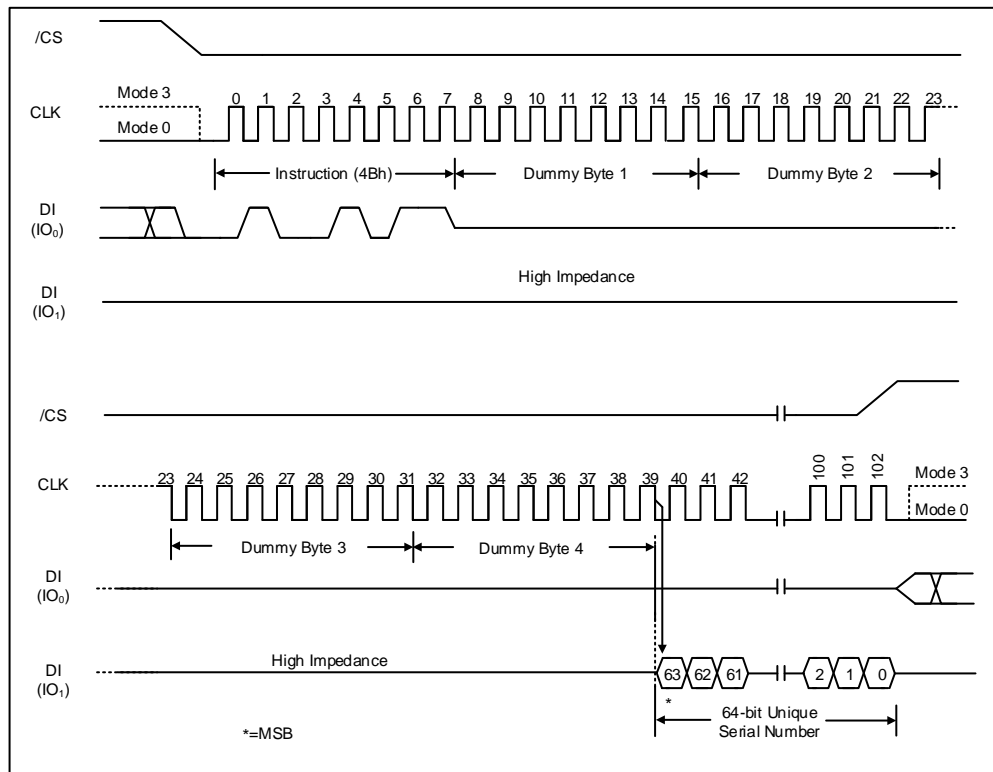 /CS
Mode 3
CLK
Mode 0
0 1 2 3 4 5 6 7 8 9 10 11 12 13 14 15 16 17 18 19 20 21 22 23
Instruction (4Bh)
Dummy Byte 1
Dummy Byte 2
DI
(IO₀)
High Impedance
DI
(IO₁)
/CS
CLK
23 24 25 26 27 28 29 30 31 32 33 34 35 36 37 38 39 40 41 42
100 101 102
Mode 3
Mode 0
Dummy Byte 3
Dummy Byte 4
DI
(IO₀)
DI
(IO₁)
High Impedance
63 62 61 2 1 0
*
64-bit Unique
Serial Number
*=MSB